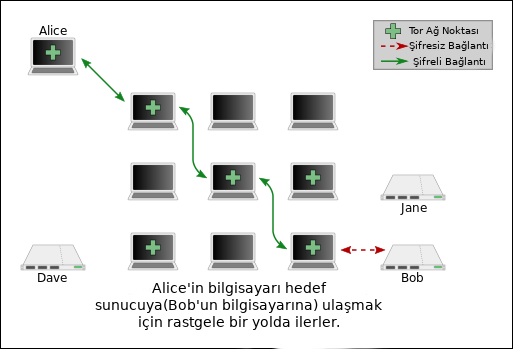 Alice
Tor Ağ Noktası
Şifresiz Bağlantı
Şifreli Bağlantı
Jane
Dave
Bob
Alice'in bilgisayarı hedef
sunucuya(Bob'un bilgisayarına) ulaşmak
için rastgele bir yolda ilerler.